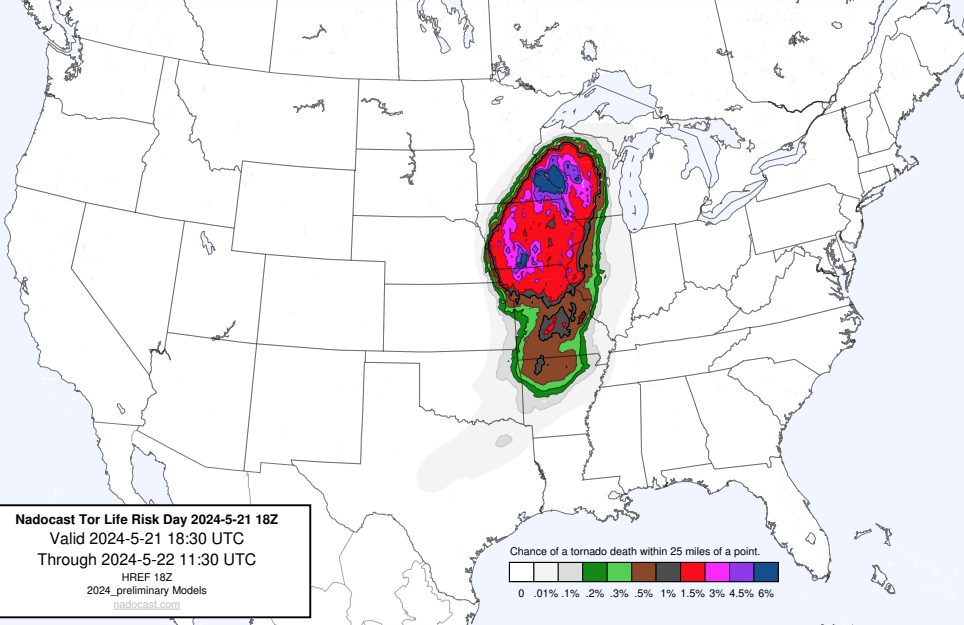 Nadocast Tor Life Risk Day 2024-5-21 18Z
Valid 2024-5-21 18:30 UTC
Through 2024-5-22 11:30 UTC
HREF 18Z
2024_preliminary Models
nadocast.com
Chance of a tornado death within 25 miles of a point.
0 .01% .1% .2% .3% .5% 1% 1.5% 3% 4.5% 6%